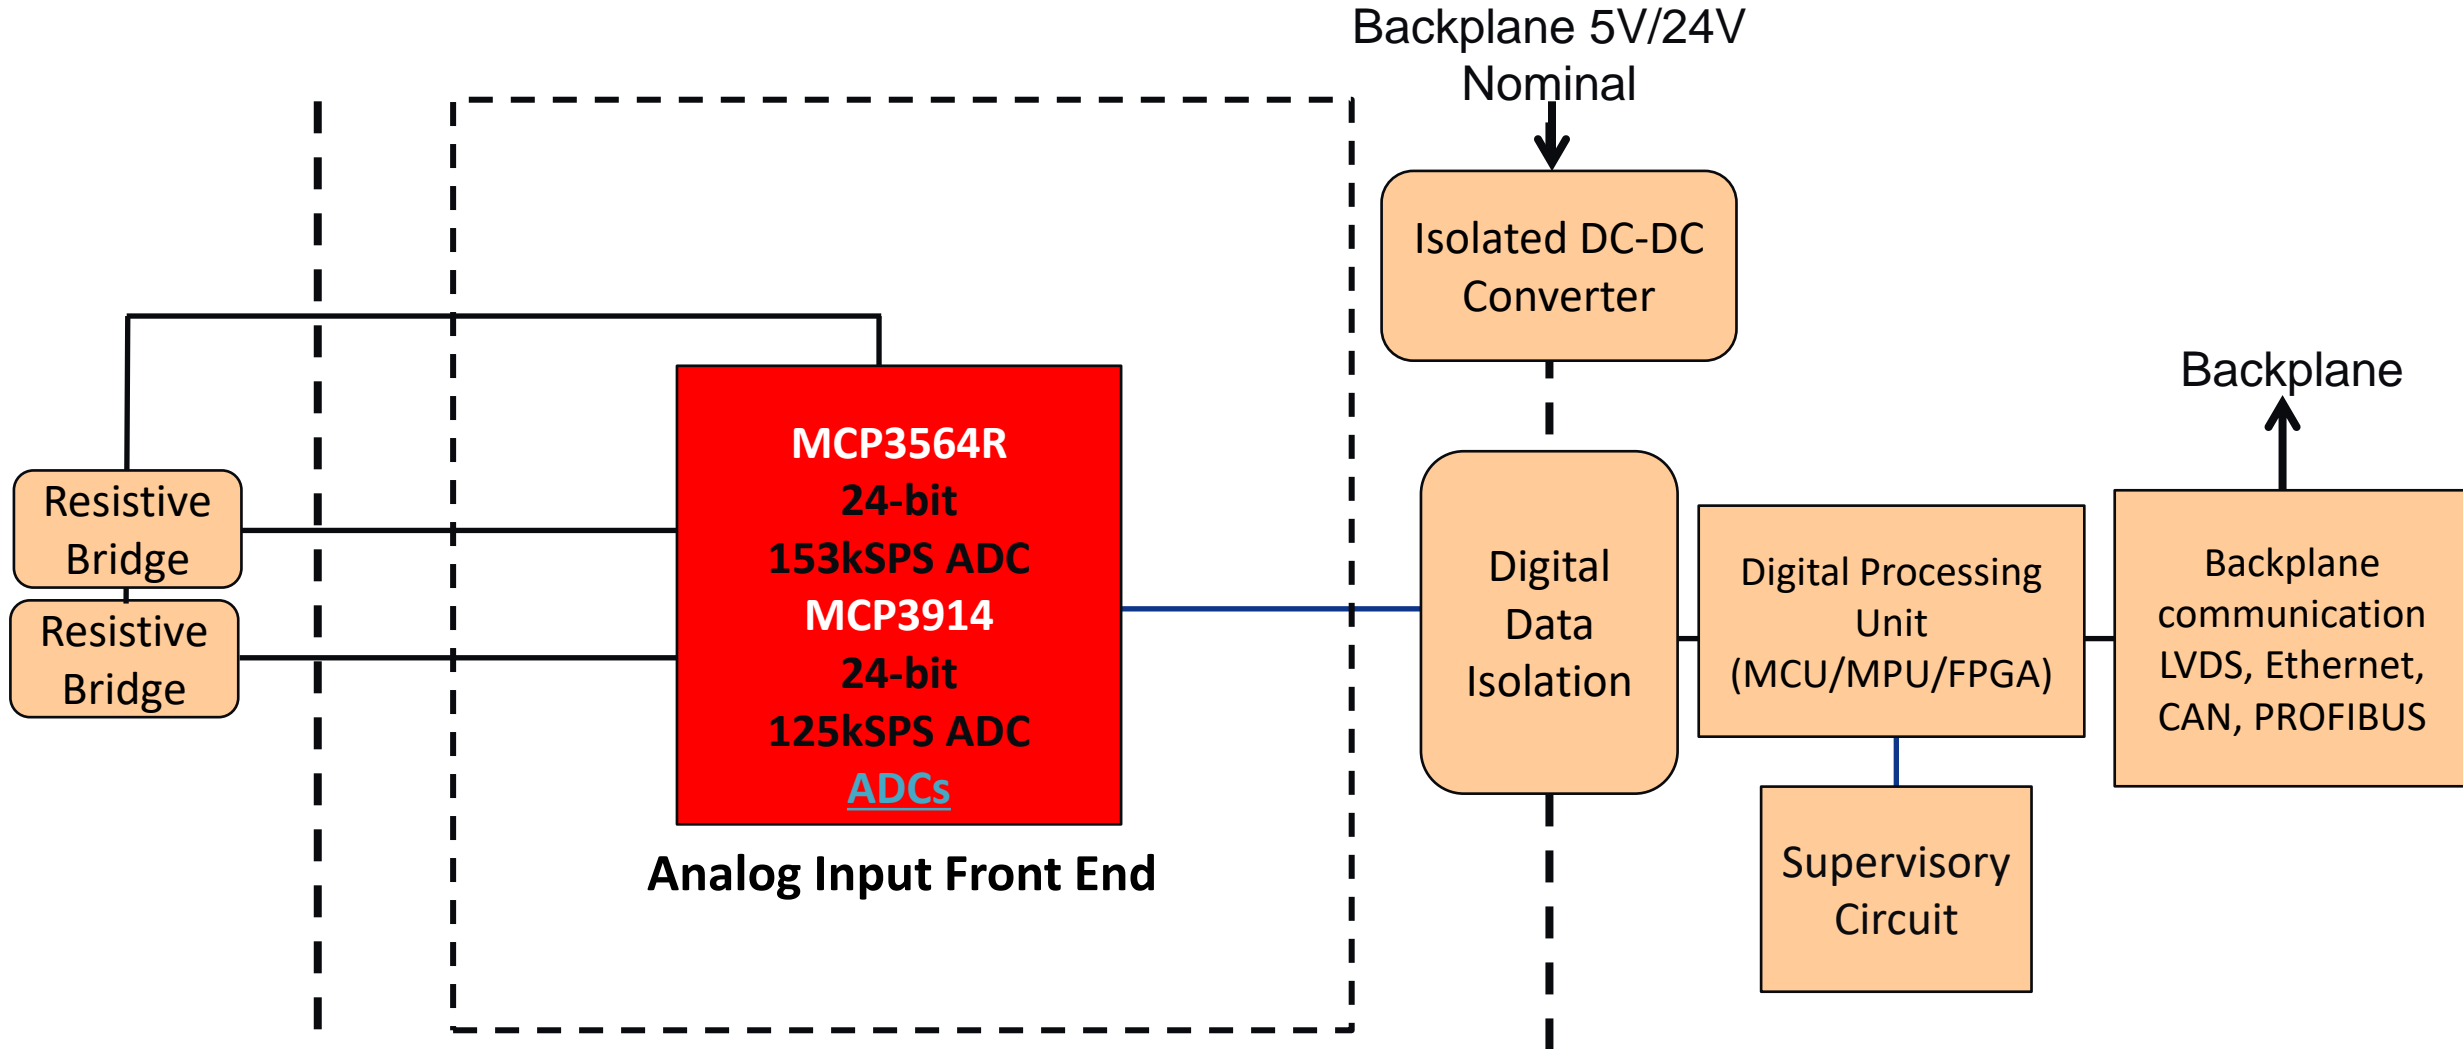 Backplane 5V/24V
Nominal
Isolated DC-DC
Converter
Backplane
Resistive
Bridge
Resistive
Bridge
MCP3564R
24-bit
153kSPS ADC
MCP3914
24-bit
125kSPS ADC
ADCs
Analog Input Front End
Digital
Data
Isolation
Digital Processing
Unit
(MCU/MPU/FPGA)
Backplane
communication
LVDS, Ethernet,
CAN, PROFIBUS
Supervisory
Circuit